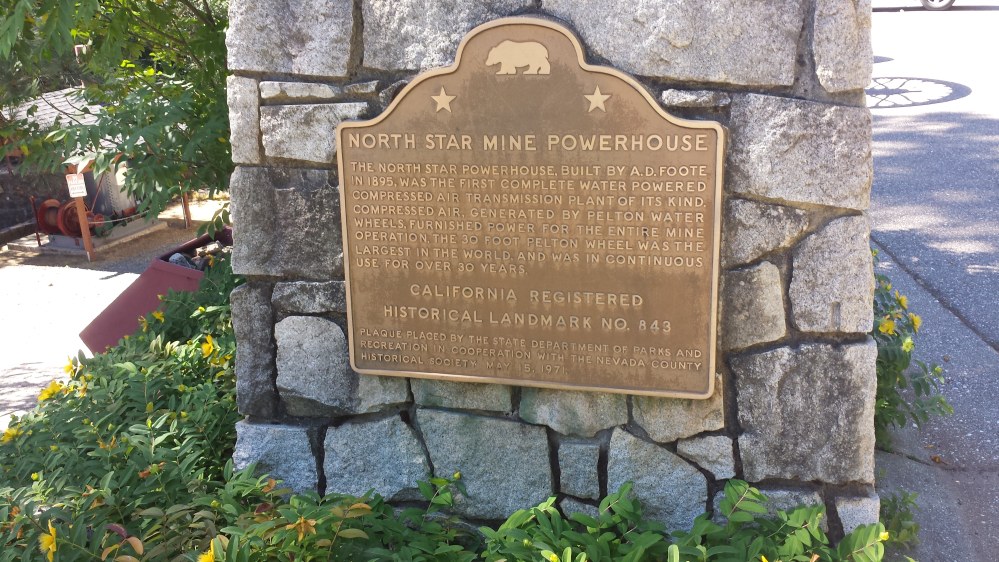 NORTH STAR MINE POWERHOUSE
THE NORTH STAR POWERHOUSE, BUILT BY A.D. FOOTE
IN 1895, WAS THE FIRST COMPLETE WATER POWERED
COMPRESSED AIR TRANSMISSION PLANT OF ITS KIND.
COMPRESSED AIR, GENERATED BY PELTON WATER
WHEELS, FURNISHED POWER FOR THE ENTIRE MINE
OPERATION. THE 30 FOOT PELTON WHEEL WAS THE
LARGEST IN THE WORLD, AND WAS IN CONTINUOUS
USE FOR OVER 30 YEARS.
CALIFORNIA REGISTERED
HISTORICAL LANDMARK NO. 843
PLAQUE PLACED BY THE STATE DEPARTMENT OF PARKS AND
RECREATION IN COOPERATION WITH THE NEVADA COUNTY
HISTORICAL SOCIETY, MAY 15, 1971.